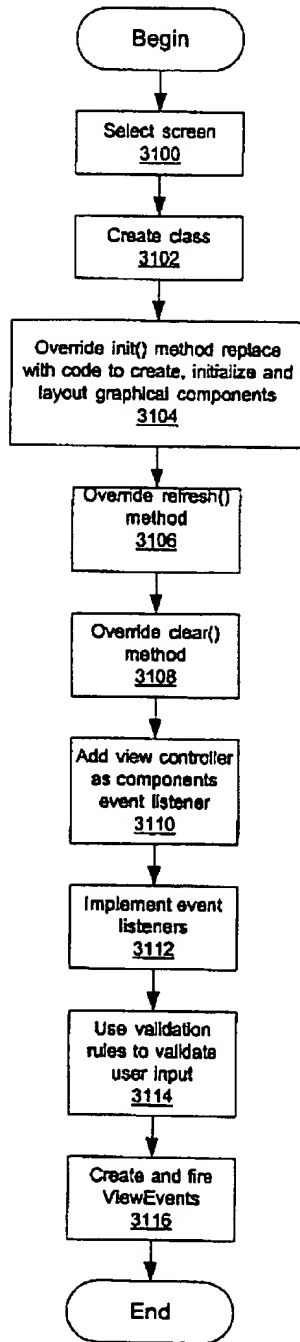 Begin
Select screen
3100
Create class
3102
Override init() method replace
with code to create, initialize and
layout graphical components
3104
Override refresh()
method
3106
Override clear()
method
3108
Add view controller
as components
event listener
3110
Implement event
listeners
3112
Use validation
rules to validate
user input
3114
Create and fire
ViewEvents
3116
End